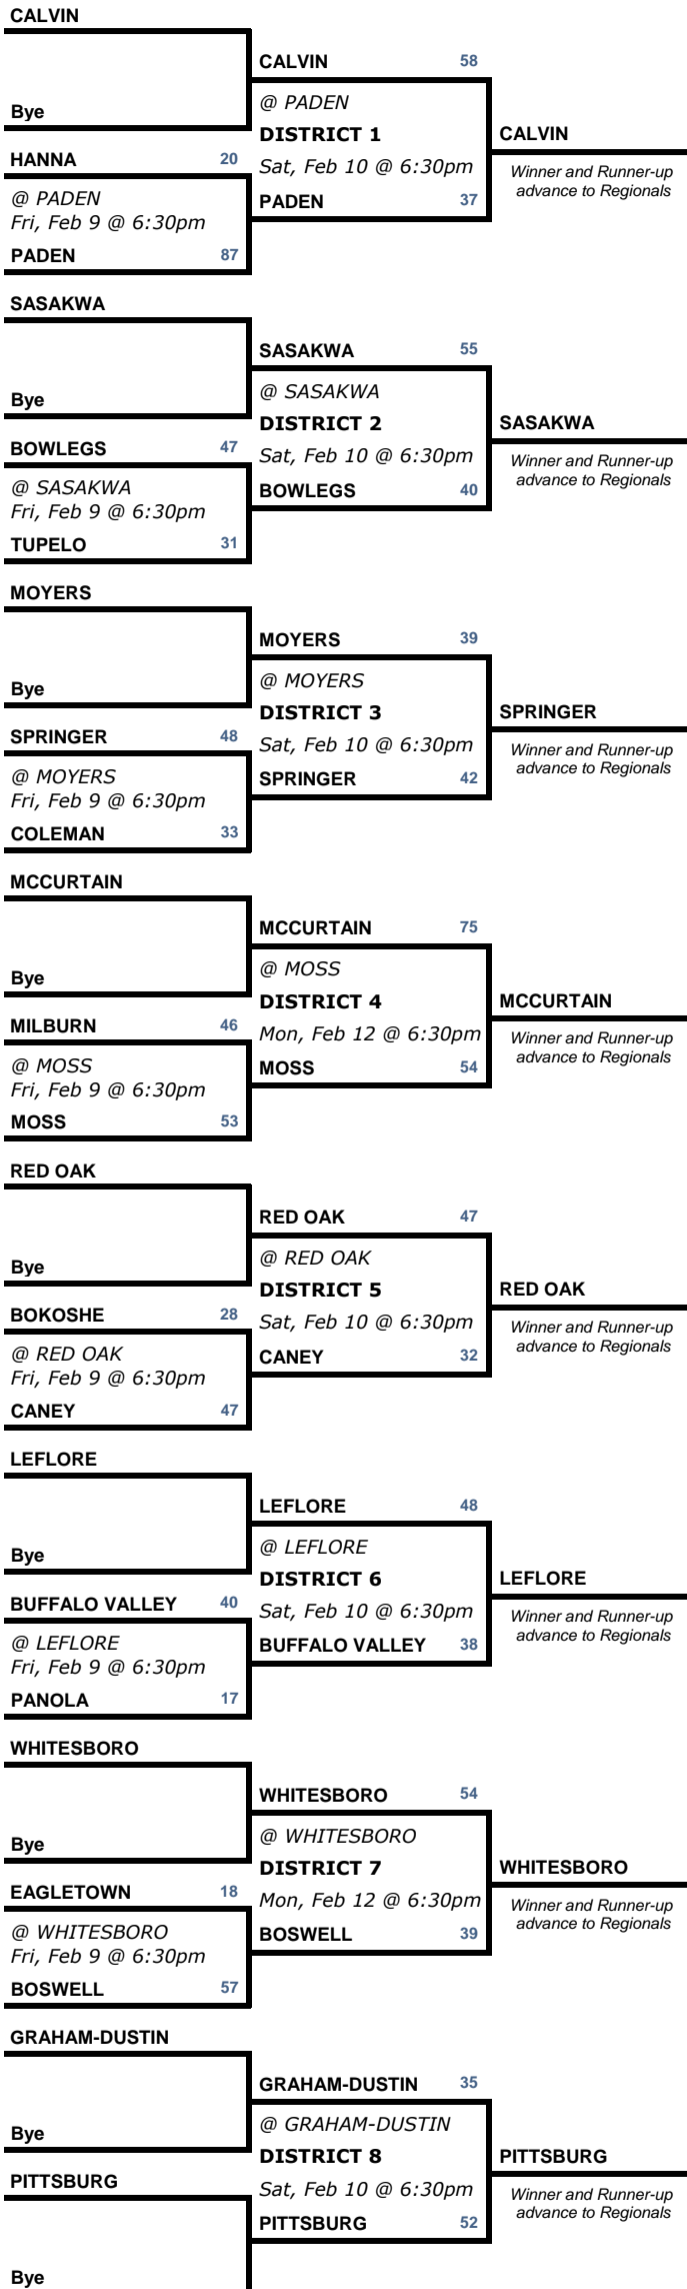 CALVIN
CALVIN 58
Bye
@ PADEN
DISTRICT 1
CALVIN
HANNA 20
Sat, Feb 10 @ 6:30pm
Winner and Runner-up
advance to Regionals
@ PADEN
PADEN 37
Fri, Feb 9 @ 6:30pm
PADEN 87
SASAKWA
SASAKWA 55
Bye
@ SASAKWA
DISTRICT 2
SASAKWA
BOWLEGS 47
Sat, Feb 10 @ 6:30pm
Winner and Runner-up
advance to Regionals
@ SASAKWA
BOWLEGS 40
Fri, Feb 9 @ 6:30pm
TUPELO 31
MOYERS
MOYERS 39
Bye
@ MOYERS
DISTRICT 3
SPRINGER
SPRINGER 48
Sat, Feb 10 @ 6:30pm
Winner and Runner-up
advance to Regionals
@ MOYERS
SPRINGER 42
Fri, Feb 9 @ 6:30pm
COLEMAN 33
MCCURTAIN
MCCURTAIN 75
Bye
@ MOSS
DISTRICT 4
MCCURTAIN
MILBURN 46
Mon, Feb 12 @ 6:30pm
Winner and Runner-up
advance to Regionals
@ MOSS
MOSS 54
Fri, Feb 9 @ 6:30pm
MOSS 53
RED OAK
RED OAK 47
Bye
@ RED OAK
DISTRICT 5
RED OAK
BOKOSHE 28
Sat, Feb 10 @ 6:30pm
Winner and Runner-up
advance to Regionals
@ RED OAK
CANEY 32
Fri, Feb 9 @ 6:30pm
CANEY 47
LEFLORE
LEFLORE 48
Bye
@ LEFLORE
DISTRICT 6
LEFLORE
BUFFALO VALLEY 40
Sat, Feb 10 @ 6:30pm
Winner and Runner-up
advance to Regionals
@ LEFLORE
BUFFALO VALLEY 38
Fri, Feb 9 @ 6:30pm
PANOLA 17
WHITESBORO
WHITESBORO 54
Bye
@ WHITESBORO
DISTRICT 7
WHITESBORO
EAGLETOWN 18
Mon, Feb 12 @ 6:30pm
Winner and Runner-up
advance to Regionals
@ WHITESBORO
BOSWELL 39
Fri, Feb 9 @ 6:30pm
BOSWELL 57
GRAHAM-DUSTIN
GRAHAM-DUSTIN 35
Bye
@ GRAHAM-DUSTIN
DISTRICT 8
PITTSBURG
PITTSBURG
Sat, Feb 10 @ 6:30pm
Winner and Runner-up
advance to Regionals
PITTSBURG 52
Bye